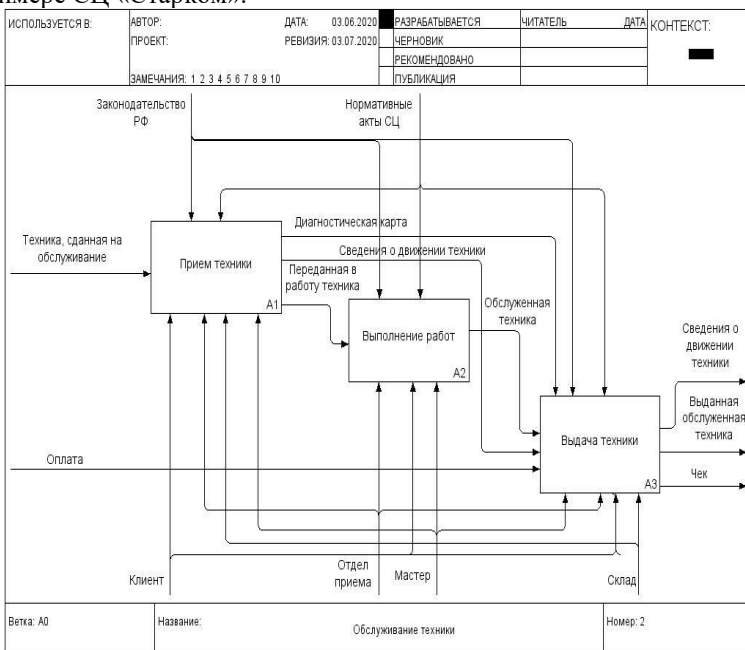 имере СЦ «Старком».
ИСПОЛЬЗУЕТСЯ В:
АВТОР:
ДАТА: 03.06.2020
ПРОЕКТ:
РЕВИЗИЯ: 03.07.2020
ЗАМЕЧАНИЯ: 1 2 3 4 5 6 7 8 9 10
РАЗРАБАТЫВАЕТСЯ
ЧЕРНОВИК
РЕКОМЕНДОВАНО
ПУБЛИКАЦИЯ
ЧИТАТЕЛЬ
ДАТА
КОНТЕКСТ:
Законодательство
РФ
Нормативные
акты СЦ
Техника, сданная на
обслуживание
Прием техники
A1
Диагностическая карта
Сведения о движении техники
Переданная в
работу техника
Выполнение работ
A2
Обслуженная
техника
Выдача техники
A3
Сведения о
движении
техники
Выданная
обслуженная
техника
Чек
Оплата
Клиент
Отдел
приема
Мастер
Склад
Ветка: A0
Название:
Обслуживание техники
Номер: 2